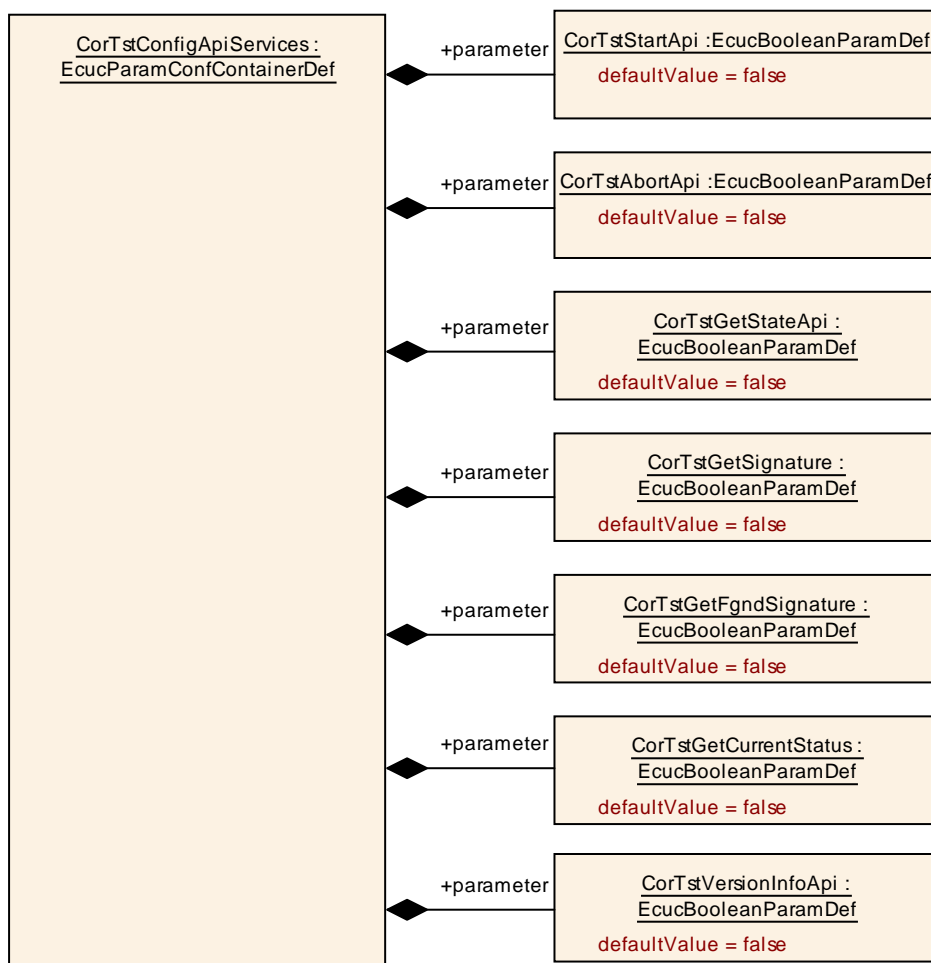 CorTstConfigApiServices :
EcucParamConfContainerDef
+parameter
CorTstStartApi :EcucBooleanParamDef
defaultValue = false
+parameter
CorTstAbortApi :EcucBooleanParamDef
defaultValue = false
+parameter
CorTstGetStateApi :
EcucBooleanParamDef
defaultValue = false
+parameter
CorTstGetSignature :
EcucBooleanParamDef
defaultValue = false
+parameter
CorTstGetFgndSignature :
EcucBooleanParamDef
defaultValue = false
+parameter
CorTstGetCurrentStatus :
EcucBooleanParamDef
defaultValue = false
+parameter
CorTstVersionInfoApi :
EcucBooleanParamDef
defaultValue = false